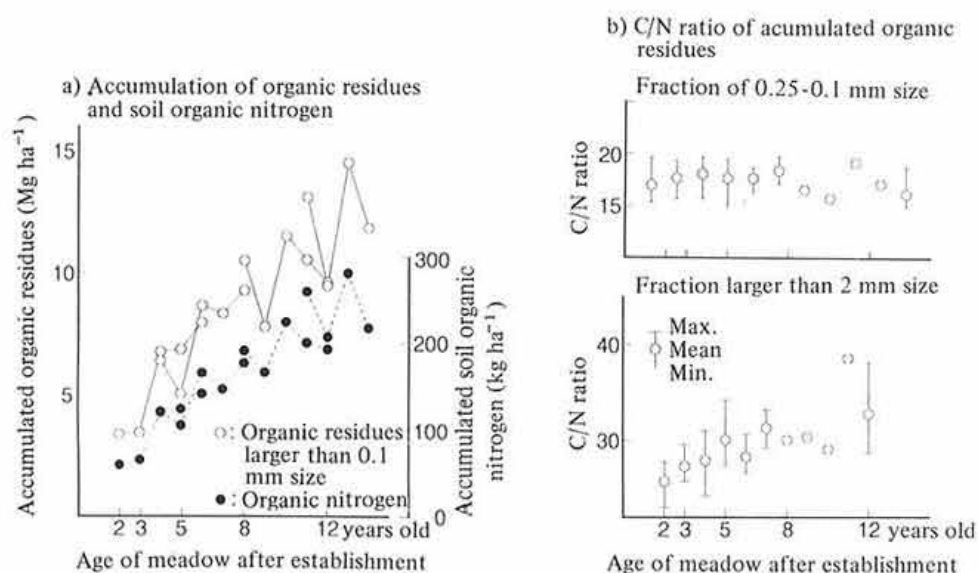 a) Accumulation of organic residues
and soil organic nitrogen
Accumulated organic residues (Mg ha⁻¹)
15
10
5
300
200
100
0
Accumulated soil organic
nitrogen (kg ha⁻¹)
○: Organic residues
larger than 0.1
mm size
●: Organic nitrogen
2 3 5 8 12 years old
Age of meadow after establishment
b) C/N ratio of acumulated organic
residues
Fraction of 0.25-0.1 mm size
C/N ratio
20
15
Fraction larger than 2 mm size
C/N ratio
40
30
Max.
Mean
Min.
2 3 5 8 12 years old
Age of meadow after establishment